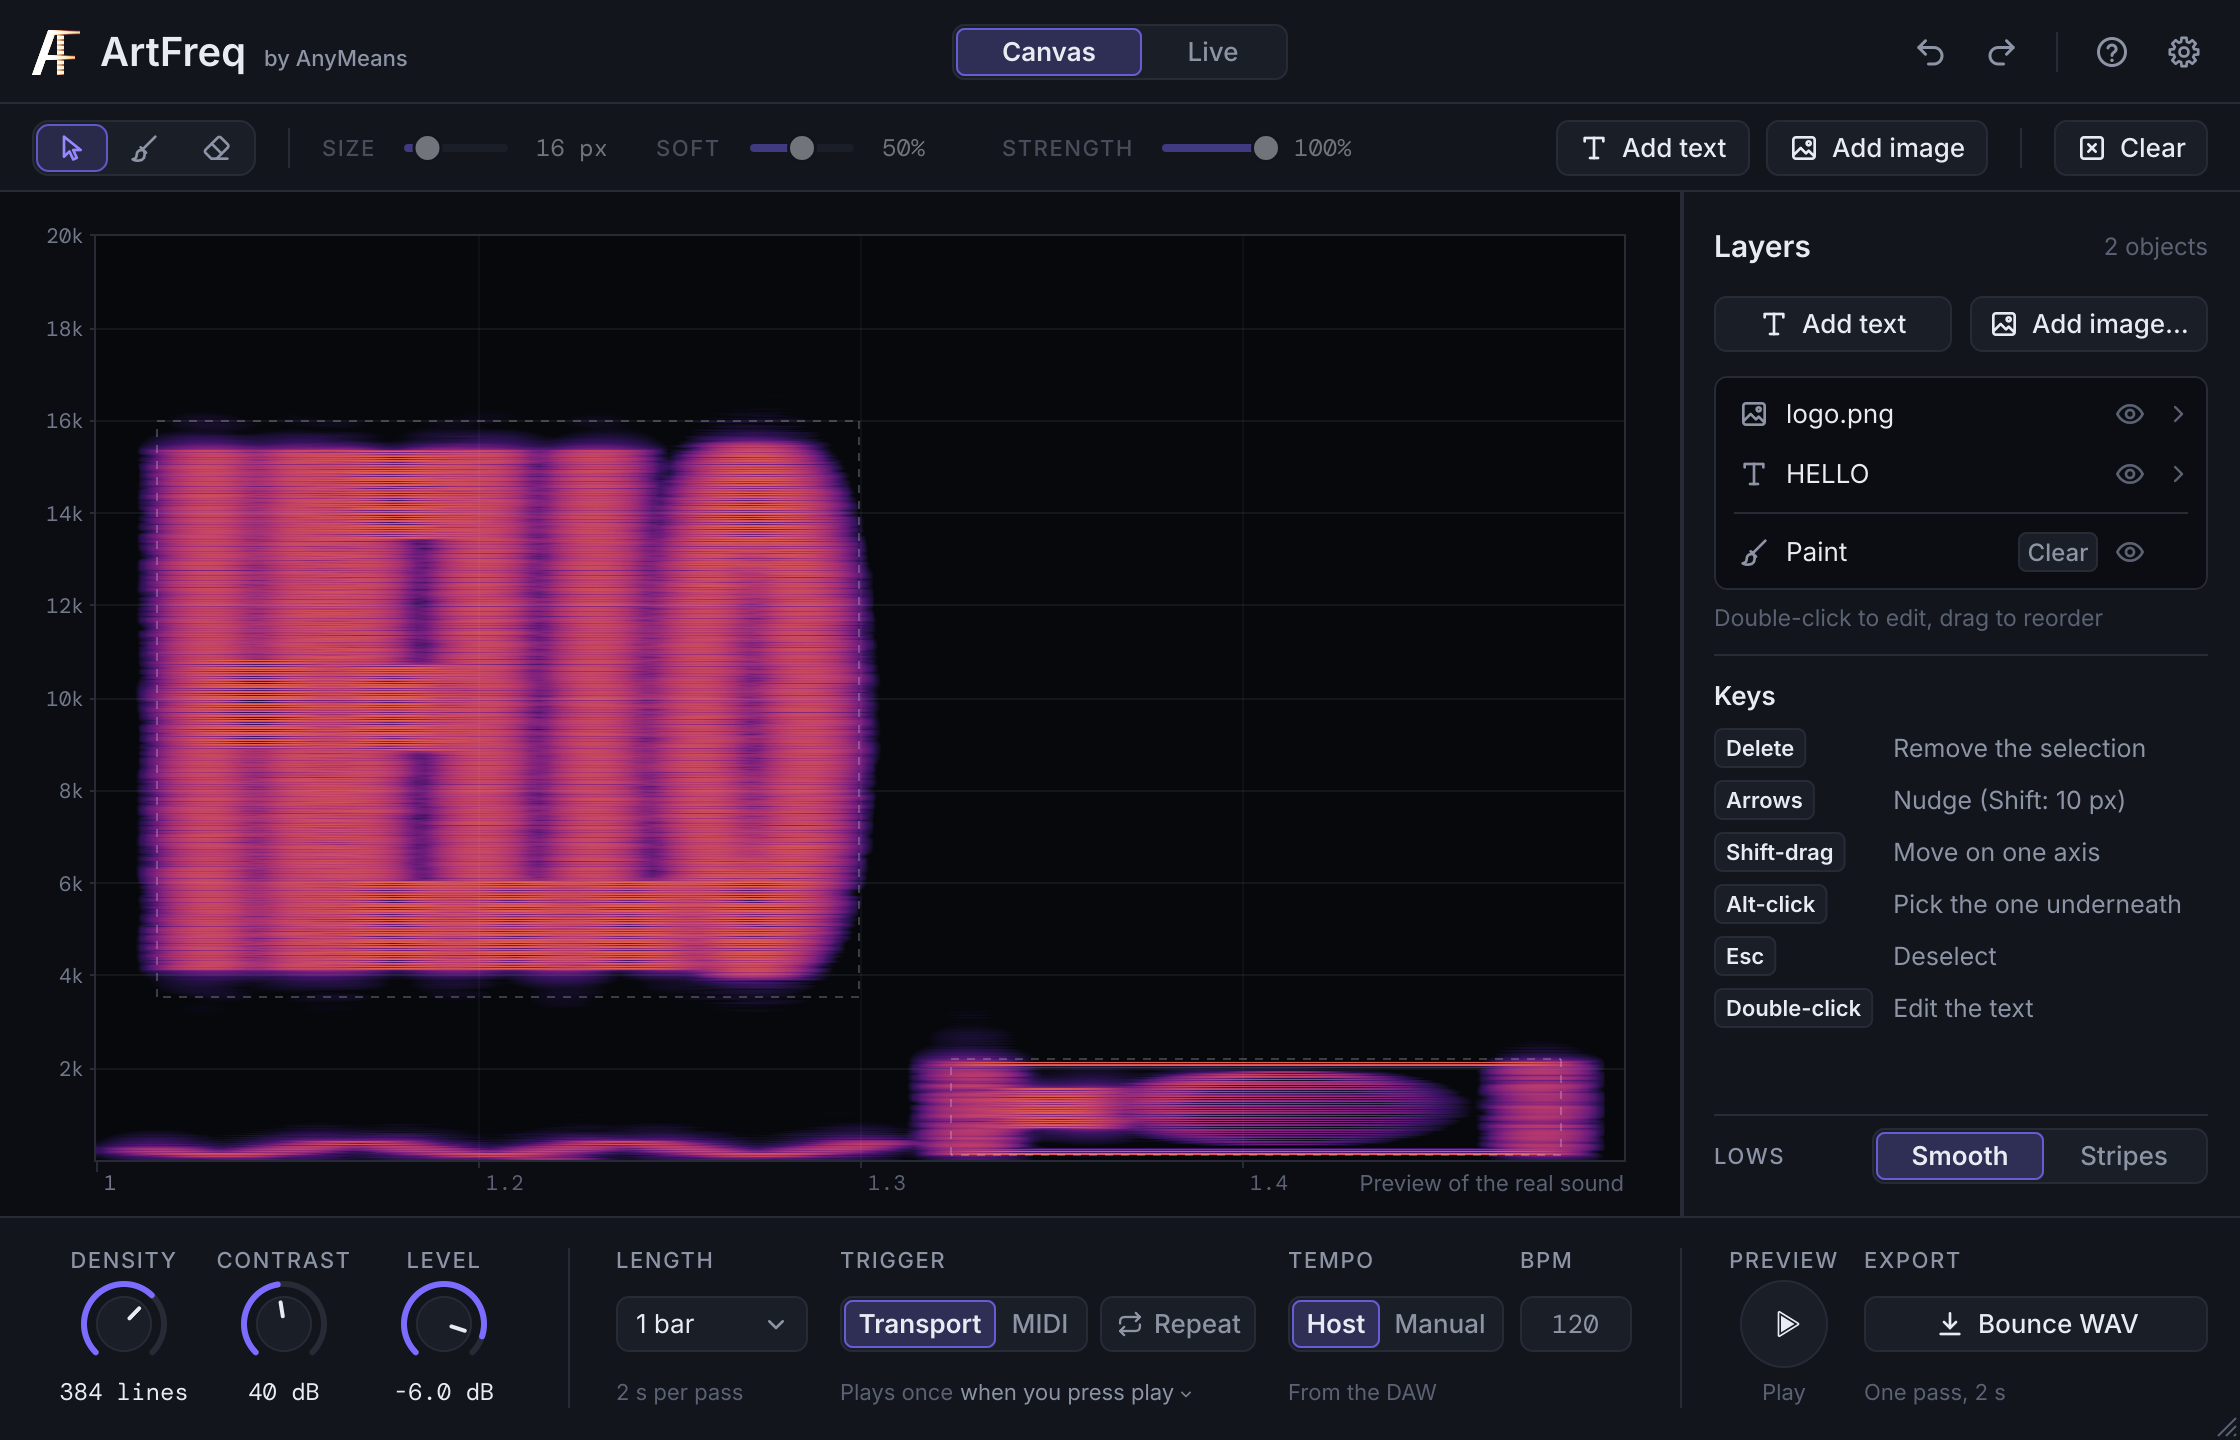 ArtFreq by AnyMeans
Canvas Live
SIZE 16 px SOFT 50% STRENGTH 100%
Add text Add image Clear
20k
18k
16k
14k
12k
10k
8k
6k
4k
2k
1 1.2 1.3 1.4 Preview of the real sound
Layers 2 objects
Add text Add image...
logo.png
HELLO
Paint Clear
Double-click to edit, drag to reorder
Keys
Delete Remove the selection
Arrows Nudge (Shift: 10 px)
Shift-drag Move on one axis
Alt-click Pick the one underneath
Esc Deselect
Double-click Edit the text
LOWS Smooth Stripes
DENSITY CONTRAST LEVEL LENGTH TRIGGER TEMPO BPM PREVIEW EXPORT
1 bar Transport MIDI Repeat Host Manual 120 Bounce WAV
384 lines 40 dB -6.0 dB 2 s per pass Plays once when you press play From the DAW Play One pass, 2 s